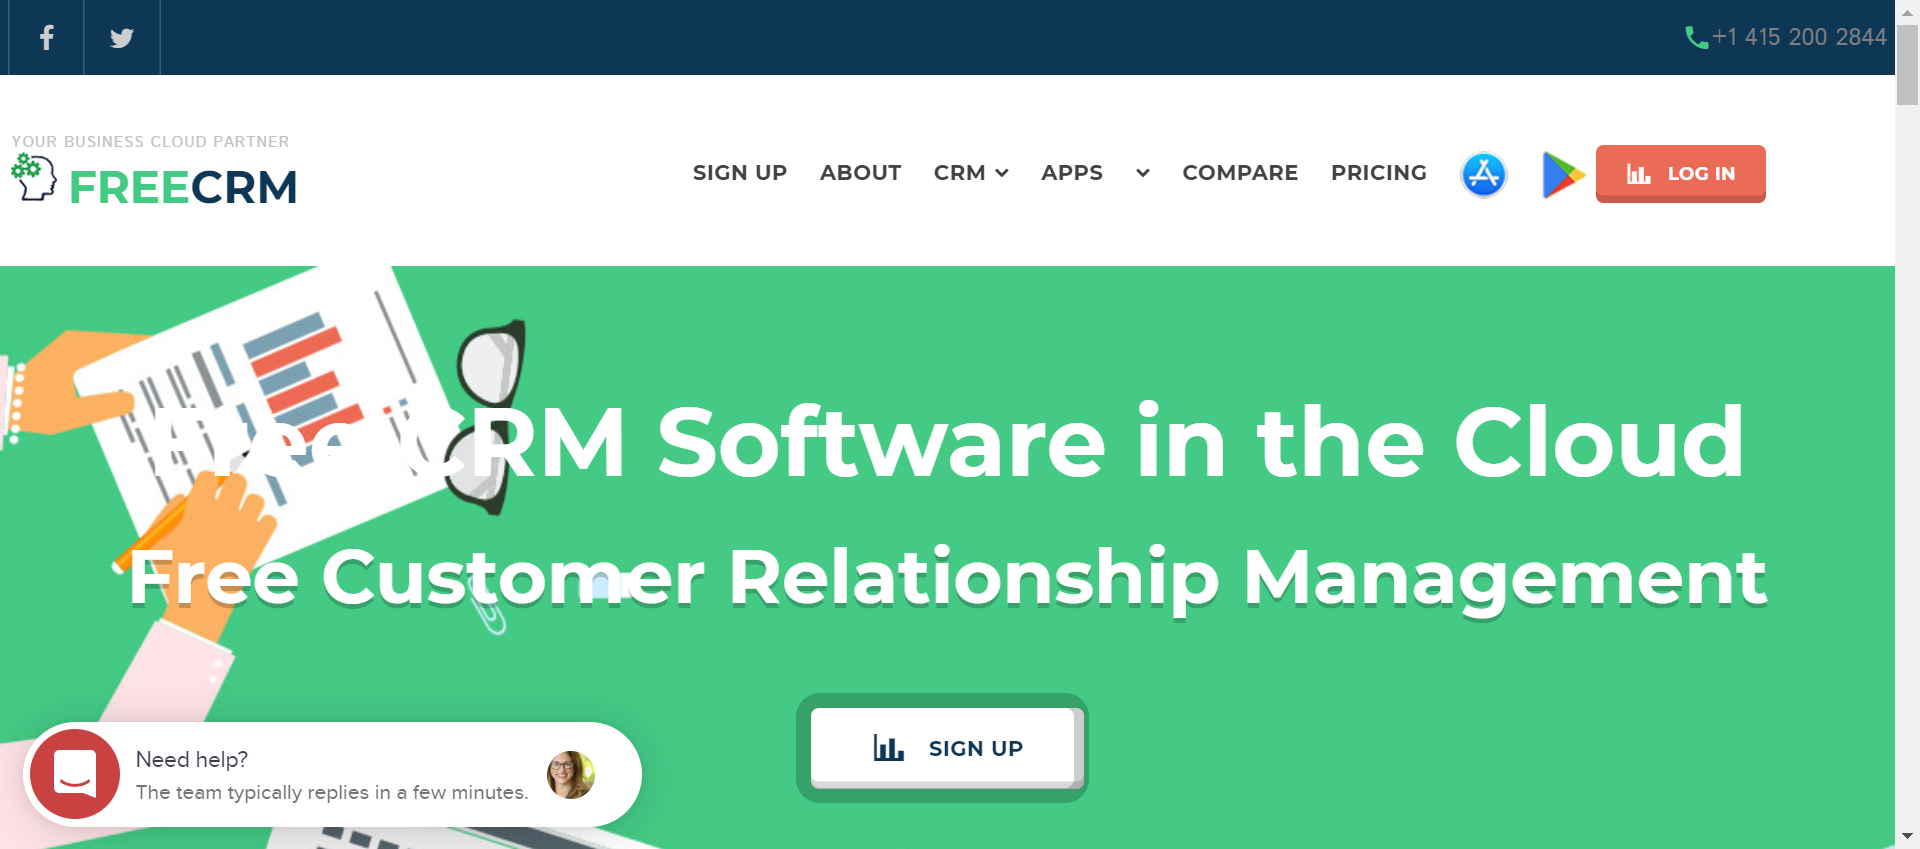 +1 415 200 2844
YOUR BUSINESS CLOUD PARTNER
FREECRM
SIGN UP ABOUT CRM APPS COMPARE PRICING LOG IN
Free CRM Software in the Cloud
Free Customer Relationship Management
SIGN UP
Need help?
The team typically replies in a few minutes.